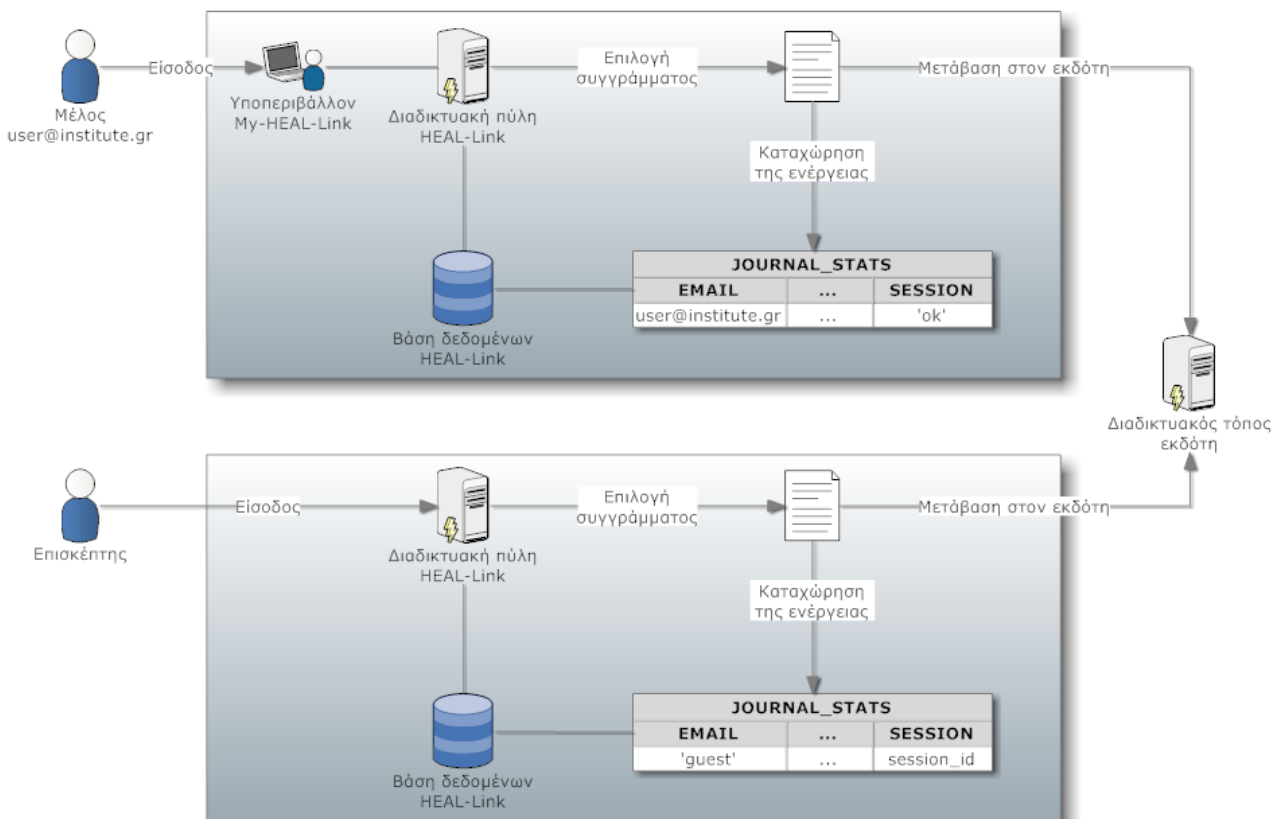 Είσοδος
Επιλογή
συγγράμματος
Μετάβαση στον εκδότη
Μέλος
user@institute.gr
Υποπεριβάλλον
My-HEAL-Link
Διαδικτυακή πύλη
HEAL-Link
Καταχώρηση
της ενέργειας
JOURNAL_STATS
EMAIL ... SESSION
user@institute.gr ... 'ok'
Βάση δεδομένων
HEAL-Link
Διαδικτυακός τόπος
εκδότη
Είσοδος
Επιλογή
συγγράμματος
Μετάβαση στον εκδότη
Επισκέπτης
Διαδικτυακή πύλη
HEAL-Link
Καταχώρηση
της ενέργειας
JOURNAL_STATS
EMAIL ... SESSION
'guest' ... session_id
Βάση δεδομένων
HEAL-Link